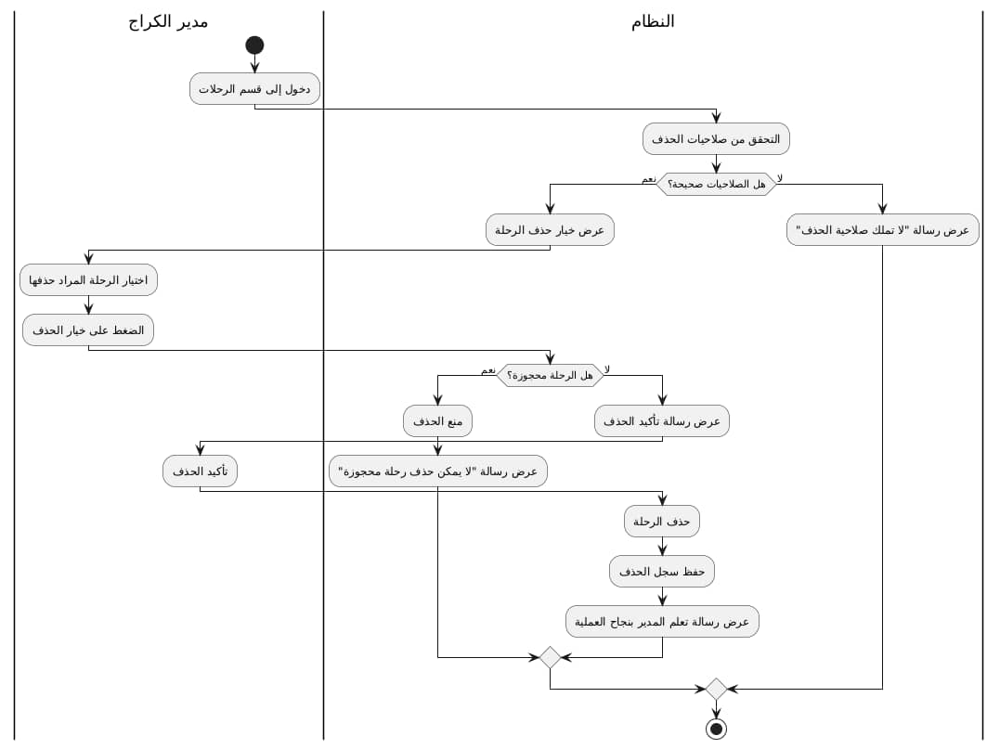 مدير الكراج
النظام
دخول إلى قسم الرحلات
التحقق من صلاحيات الحذف
هل الصلاحيات صحيحة؟
نعم
لا
عرض خيار حذف الرحلة
عرض رسالة "لا تملك صلاحية الحذف"
اختيار الرحلة المراد حذفها
الضغط على خيار الحذف
هل الرحلة محجوزة؟
نعم
لا
منع الحذف
عرض رسالة تأكيد الحذف
تأكيد الحذف
عرض رسالة "لا يمكن حذف رحلة محجوزة"
حذف الرحلة
حفظ سجل الحذف
عرض رسالة تعلم المدير بنجاح العملية